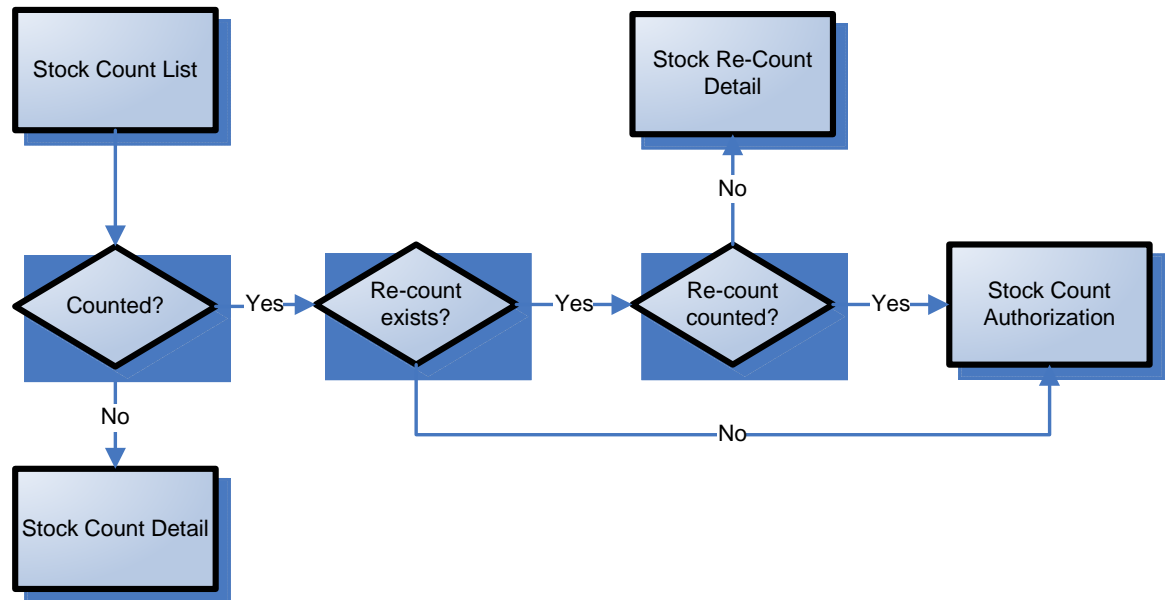 Stock Count List
Stock Re-Count
Detail
No
Counted?
Yes
Re-count
exists?
Yes
Re-count
counted?
Yes
Stock Count
Authorization
No
No
Stock Count Detail